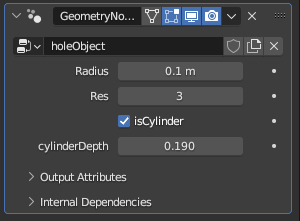 GeometryNo...
holeObject
Radius 0.1 m
Res 3
isCylinder
cylinderDepth 0.190
Output Attributes
Internal Dependencies